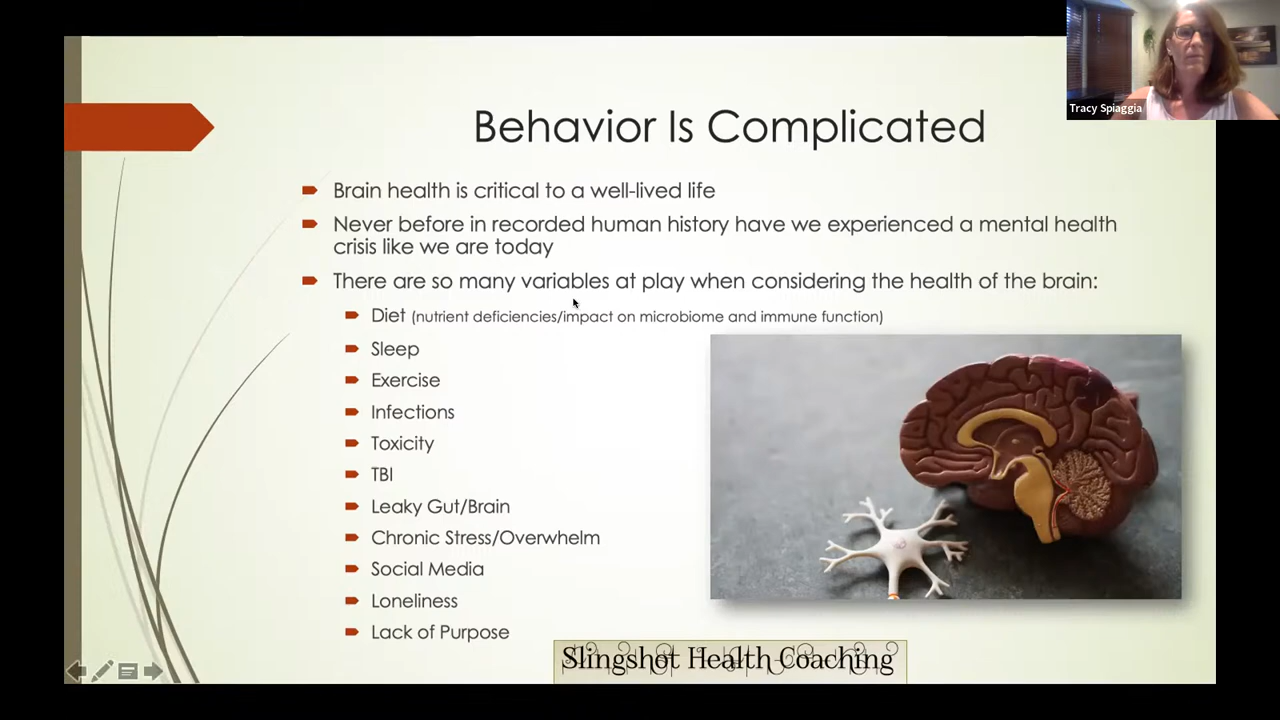 Tracy Spiaggia
Behavior Is Complicated
Brain health is critical to a well-lived life
Never before in recorded human history have we experienced a mental health
crisis like we are today
There are so many variables at play when considering the health of the brain:
Diet (nutrient deficiencies/impact on microbiome and immune function)
Sleep
Exercise
Infections
Toxicity
TBI
Leaky Gut/Brain
Chronic Stress/Overwhelm
Social Media
Loneliness
Lack of Purpose
Slingshot Health Coaching